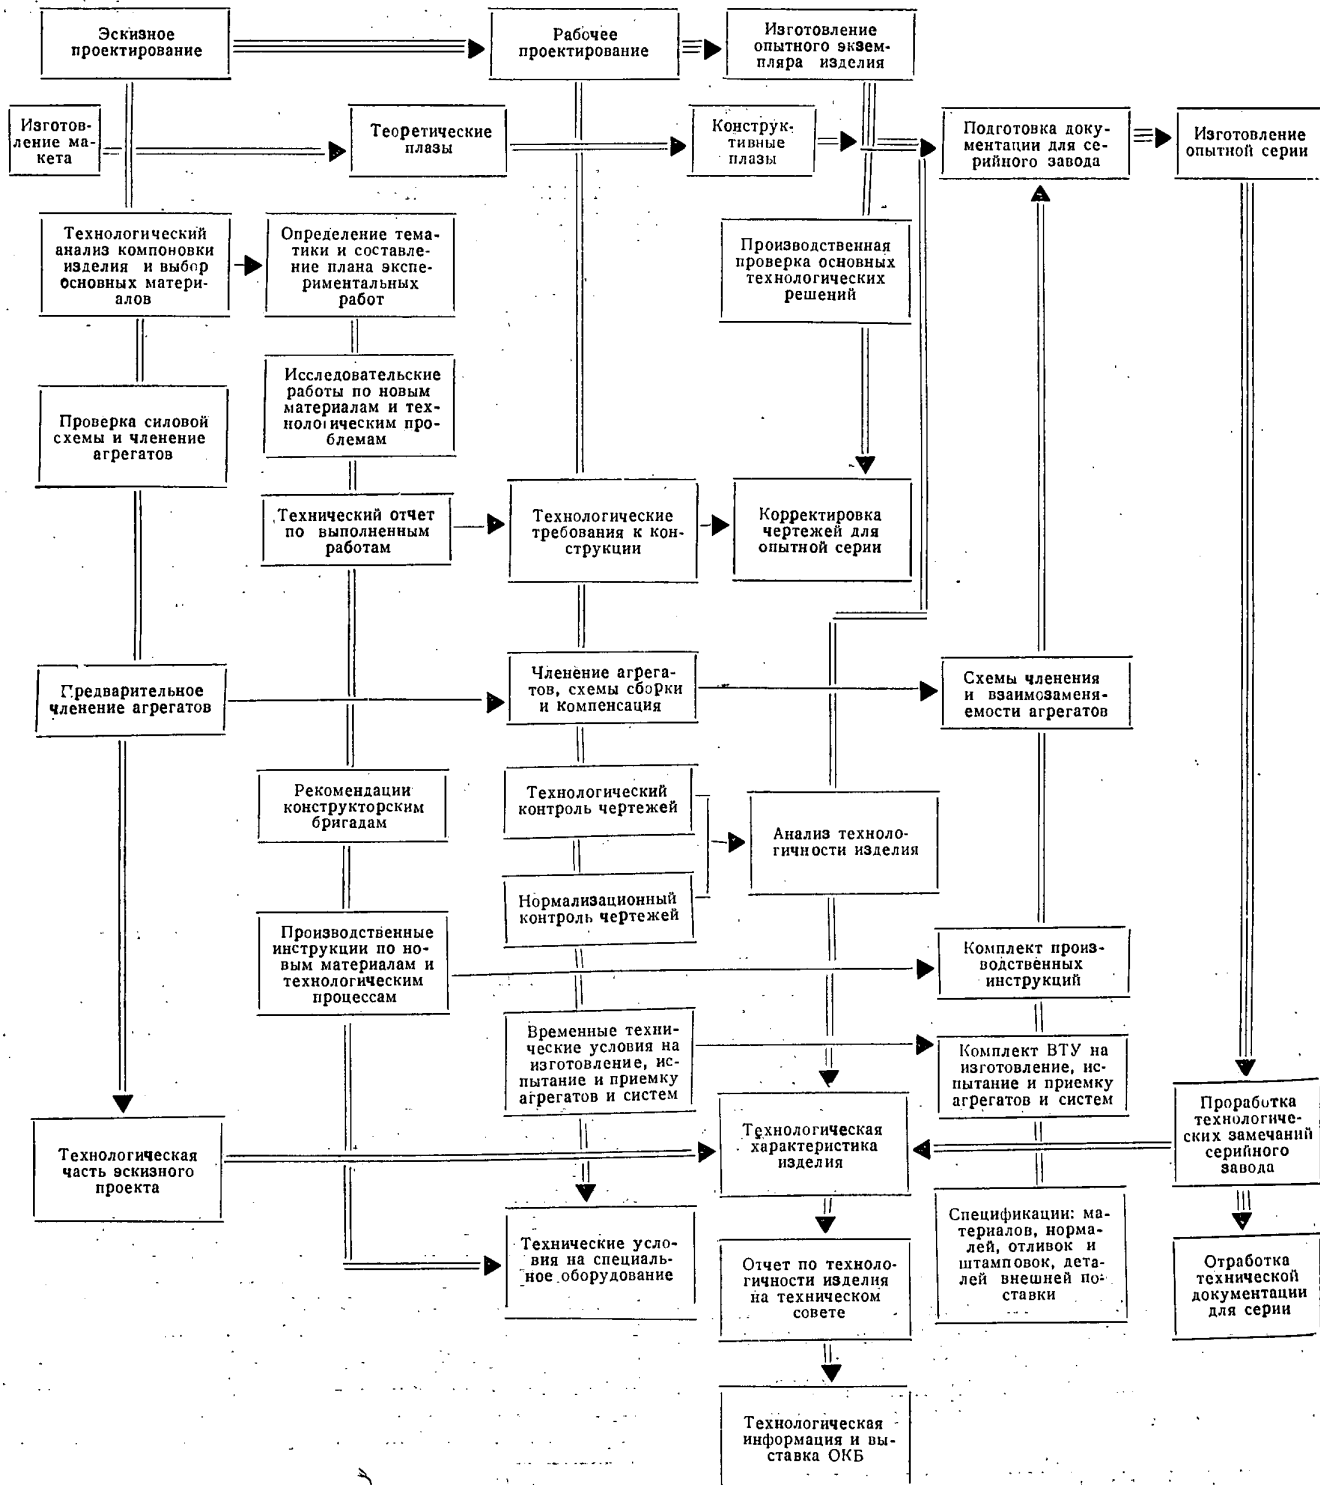 Эскизное
проектирование
Рабочее
проектирование
Изготовление
опытного экзем-
пляра изделия
Изготов-
ление ма-
кета
Теоретические
плазы
Конструк-
тивные
плазы
Подготовка доку-
ментации для се-
рийного завода
Изготовление
опытной серии
Технологический
анализ компоновки
изделия и выбор
основных матери-
алов
Определение тема-
тики и составле-
ние плана экспе-
риментальных
работ
Производственная
проверка основных
технологических
решений
Исследовательские
работы по новым
материалам и тех-
нологическим про-
блемам
Проверка силовой
схемы и членение
агрегатов
Технический отчет
по выполненным
работам
Технологические
требования к кон-
струкции
Корректировка
чертежей для
опытной серии
Предварительное
членение агрегатов
Членение агрега-
тов, схемы сборки
и компенсация
Схемы членения
и взаимозаменя-
емости агрегатов
Рекомендации
конструкторским
бригадам
Технологический
контроль чертежей
Анализ техноло-
гичности изделия
Нормализационный
контроль чертежей
Производственные
инструкции по но-
вым материалам и
технологическим
процессам
Комплект произ-
водственных
инструкций
Временные техни-
ческие условия на
изготовление, ис-
пытание и приемку
агрегатов и систем
Комплект ВТУ на
изготовление, ис-
пытание и приемку
агрегатов и систем
Технологическая
часть эскизного
проекта
Технологическая
характеристика
изделия
Проработка
технологиче-
ских замечаний
серийного
завода
Технические усло-
вия на специаль-
ное оборудование
Отчет по техноло-
гичности изделия
на техническом
совете
Спецификации: ма-
териалов, норма-
лей, отливок и
штамповок, де-
талей внешней по-
ставки
Отработка
технической
документации
для серии
Технологическая
информация и вы-
ставка ОКБ